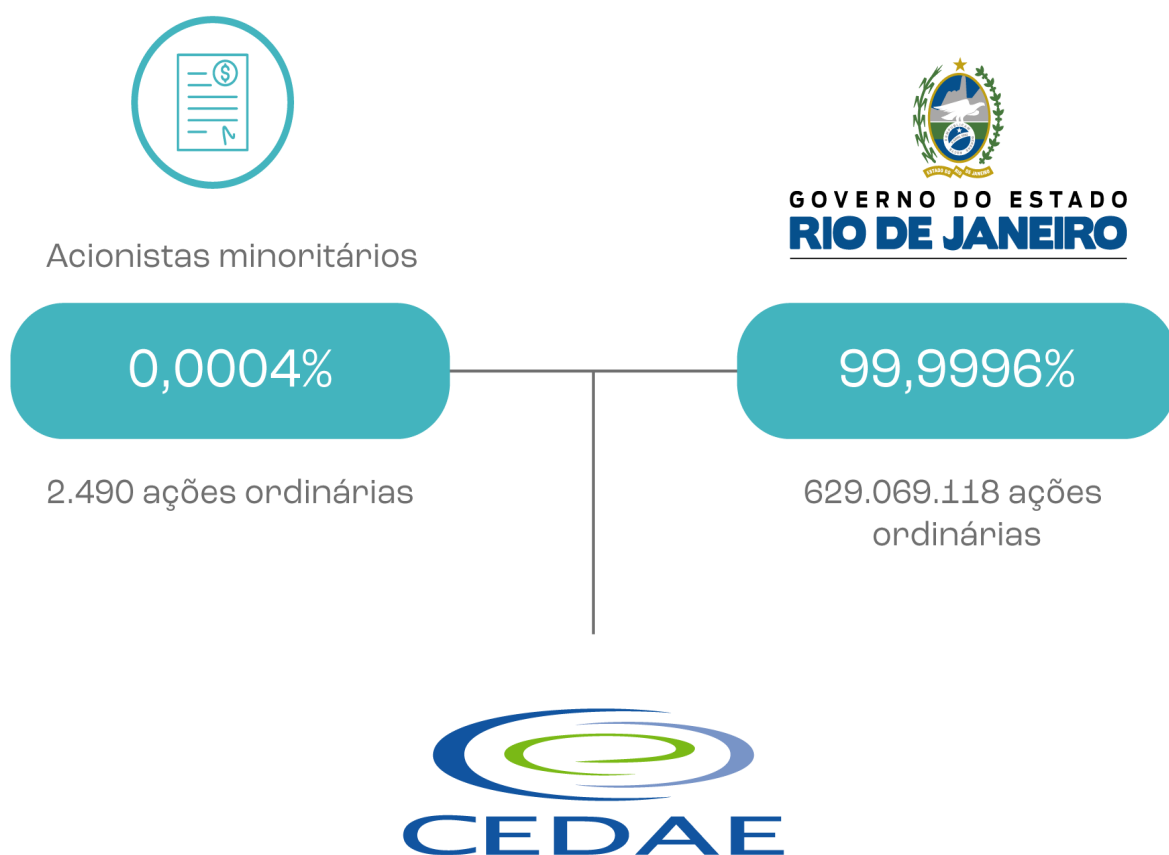 GOVERNO DO ESTADO
RIO DE JANEIRO
Acionistas minoritários
0,0004%
99,9996%
2.490 ações ordinárias
629.069.118 ações
ordinárias
CEDAE